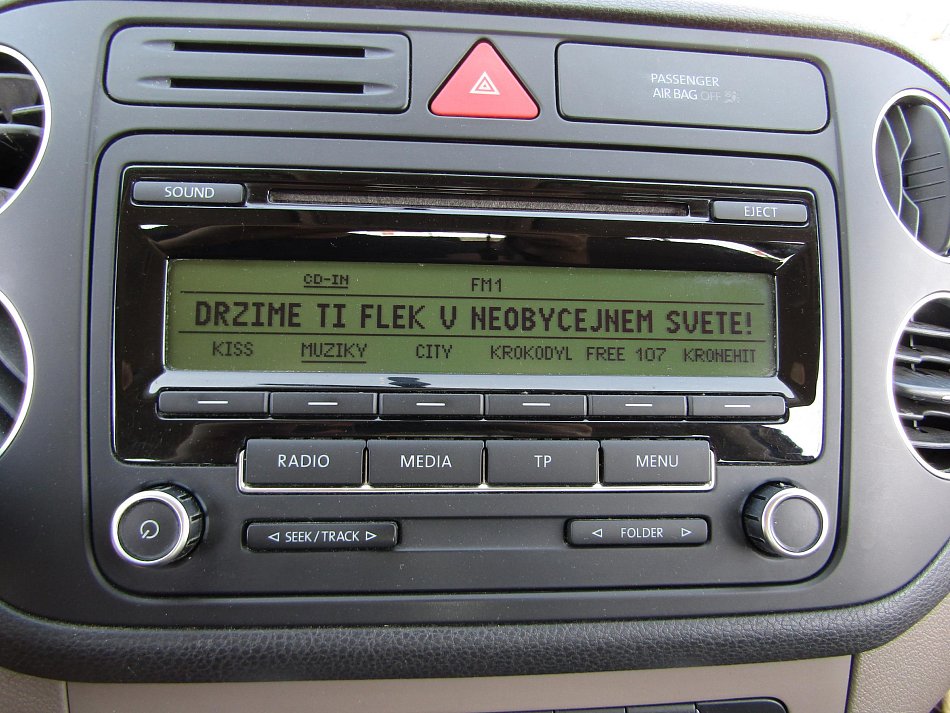 PASSENGER
AIR BAG OFF
SOUND
EJECT
CD-IN FM1
DRZIME TI FLEK V NEOBYCEJNEM SVETE!
KISS MUZIKY CITY KROKODYL FREE 107 KRONEHIT
RADIO MEDIA TP MENU
SEEK/TRACK FOLDER